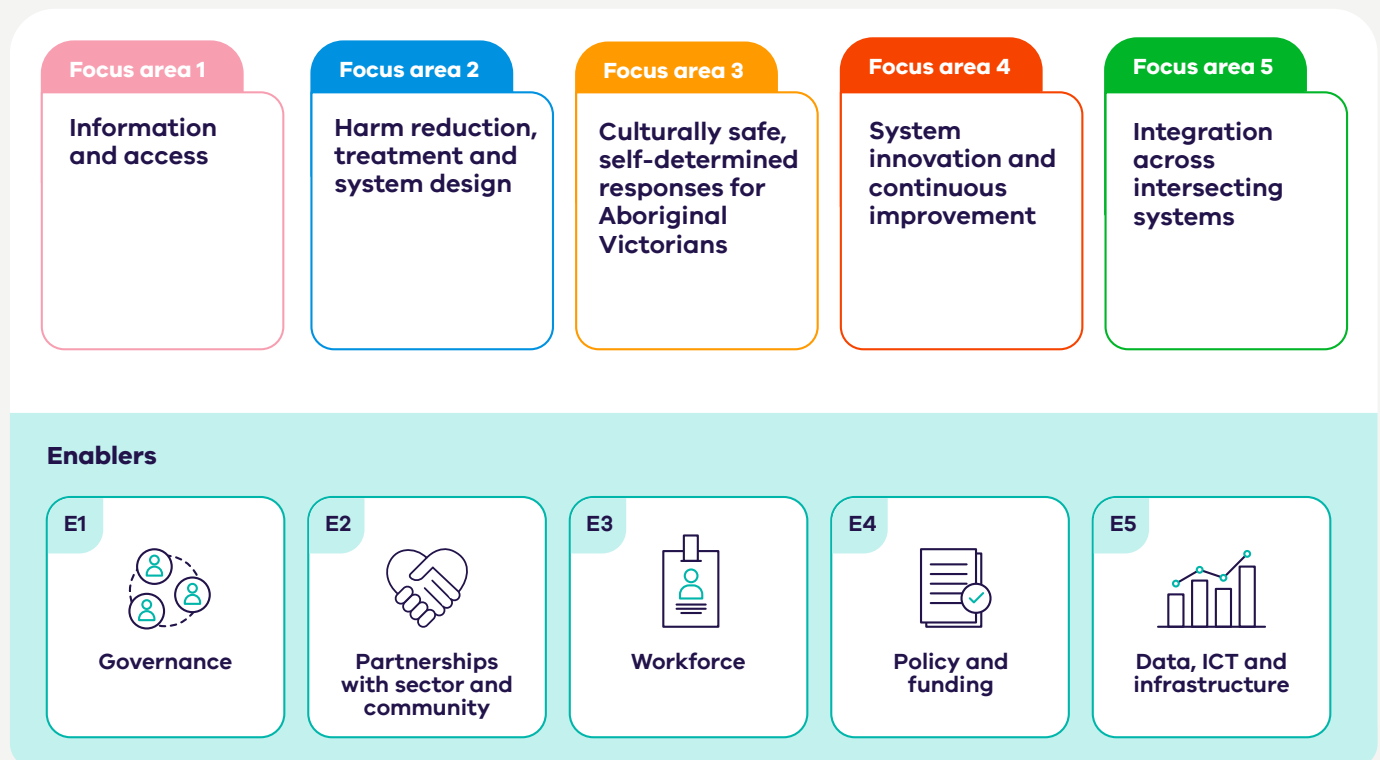 Focus area 1
Information
and access
Focus area 2
Harm reduction,
treatment and
system design
Focus area 3
Culturally safe,
self-determined
responses for
Aboriginal
Victorians
Focus area 4
System
innovation and
continuous
improvement
Focus area 5
Integration
across
intersecting
systems
Enablers
E1
Governance
E2
Partnerships
with sector and
community
E3
Workforce
E4
Policy and
funding
E5
Data, ICT and
infrastructure